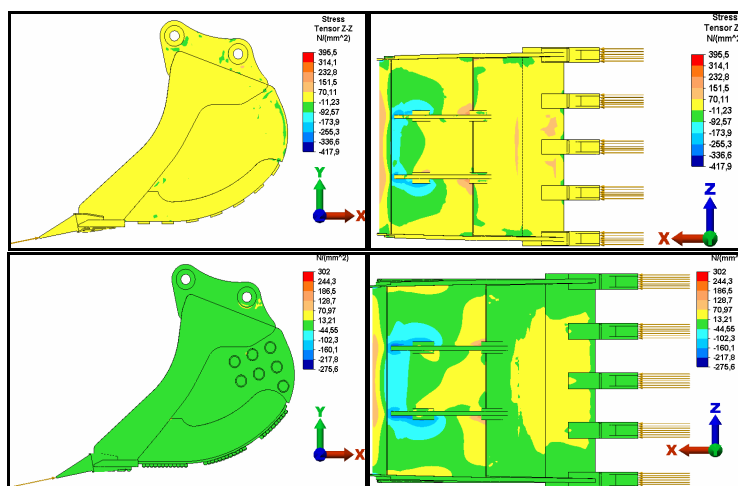 Stress
Tensor Z-Z
N/(mm^2)
395,5
314,1
232,8
151,5
70,11
-11,23
-92,57
-173,9
-255,3
-336,6
-417,9
Y
X
Stress
Tensor Z
N/(mm^2
395,5
314,1
232,8
151,5
70,11
-11,23
-92,57
-173,9
-255,3
-336,6
-417,9
Z
X
Y
N/(mm^2)
302
244,3
186,5
128,7
70,97
13,21
-44,55
-102,3
-160,1
-217,8
-275,6
Y
X
N/(mm^
302
244,3
186,5
128,7
70,97
13,21
-44,55
-102,3
-160,1
-217,8
-275,6
Z
X